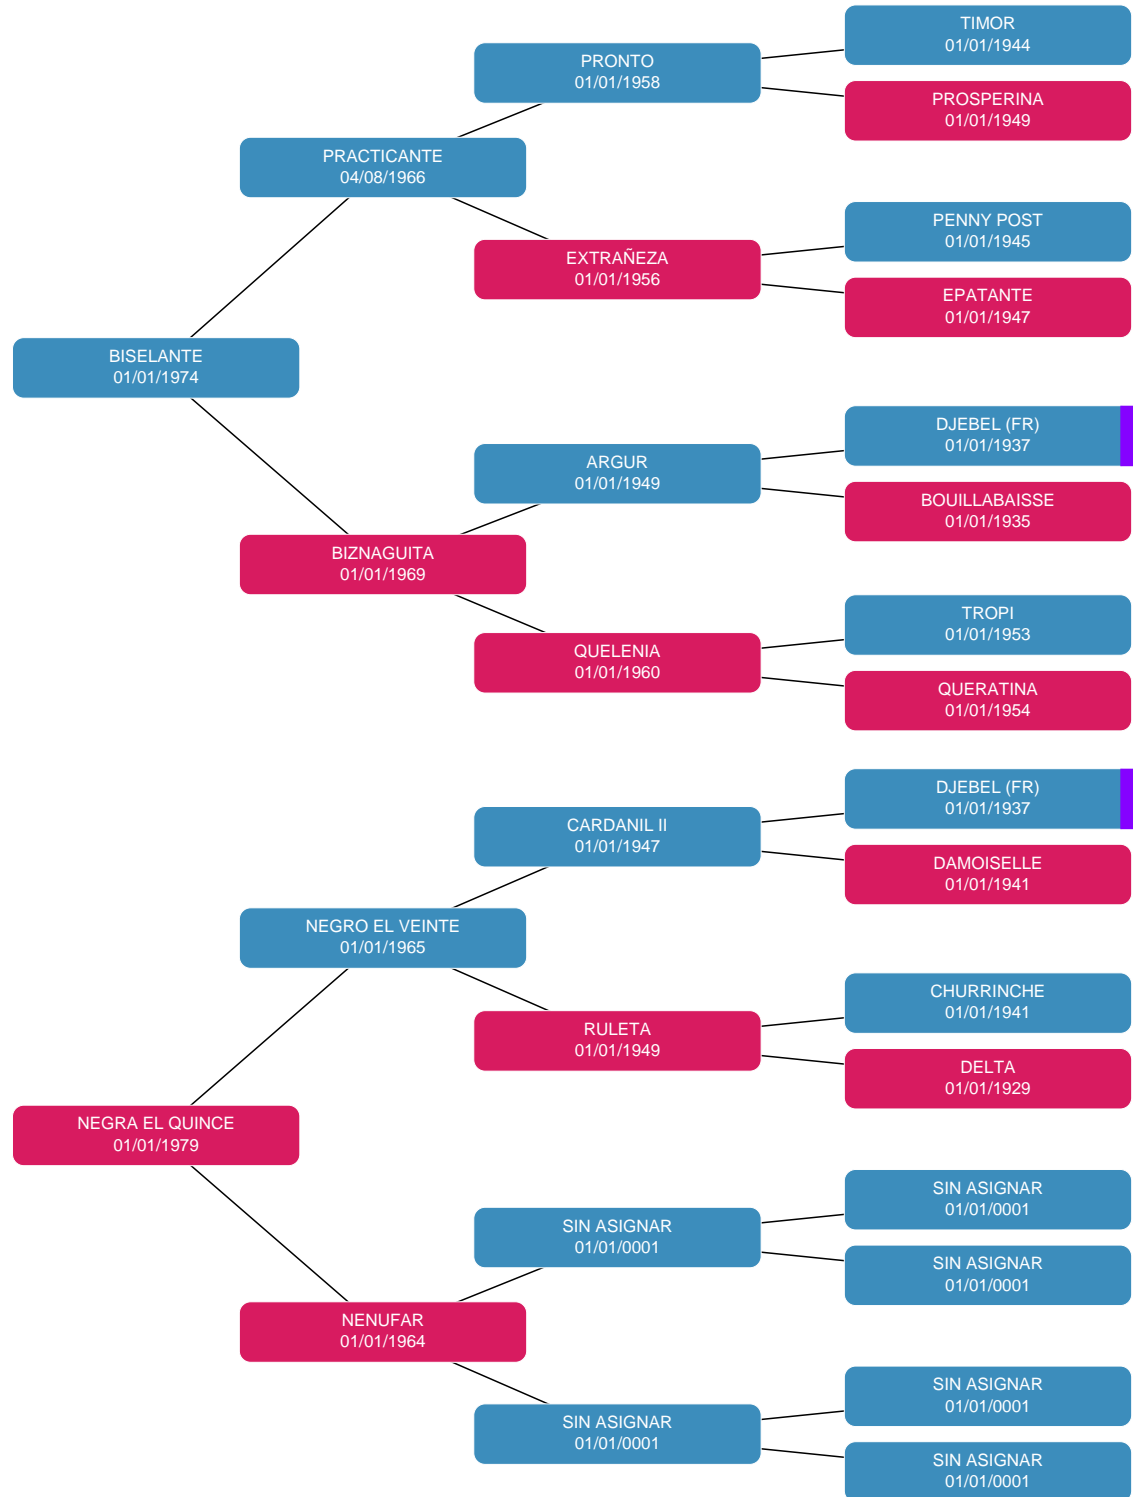 TIMOR
01/01/1944
PRONTO
01/01/1958
PROSPERINA
01/01/1949
PRACTICANTE
04/08/1966
PENNY POST
01/01/1945
EXTRAÑEZA
01/01/1956
EPATANTE
01/01/1947
BISELANTE
01/01/1974
DJEBEL (FR)
01/01/1937
ARGUR
01/01/1949
BOUILLABAISSE
01/01/1935
BIZNAGUITA
01/01/1969
TROPI
01/01/1953
QUELENIA
01/01/1960
QUERATINA
01/01/1954
DJEBEL (FR)
01/01/1937
CARDANIL II
01/01/1947
DAMOISELLE
01/01/1941
NEGRO EL VEINTE
01/01/1965
CHURRINCHE
01/01/1941
RULETA
01/01/1949
DELTA
01/01/1929
NEGRA EL QUINCE
01/01/1979
SIN ASIGNAR
01/01/0001
SIN ASIGNAR
01/01/0001
SIN ASIGNAR
01/01/0001
NENUFAR
01/01/1964
SIN ASIGNAR
01/01/0001
SIN ASIGNAR
01/01/0001
SIN ASIGNAR
01/01/0001